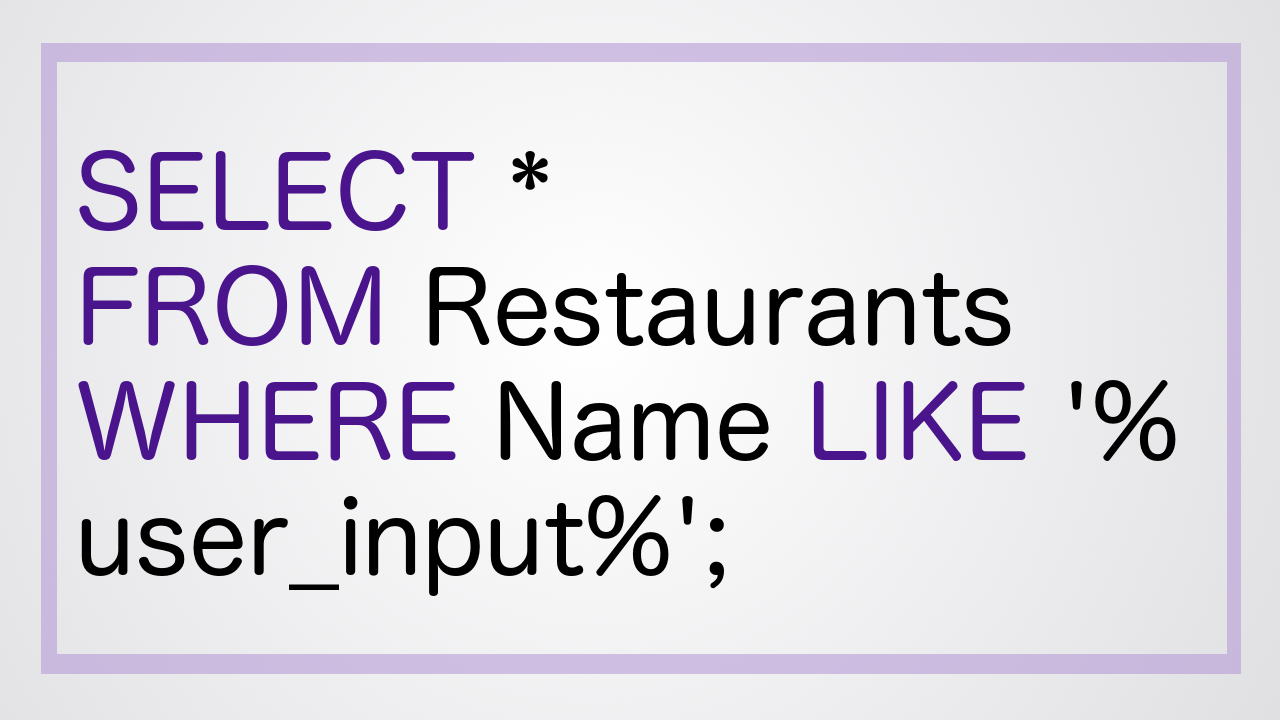 SELECT *
FROM Restaurants
WHERE Name LIKE '%
user_input%';